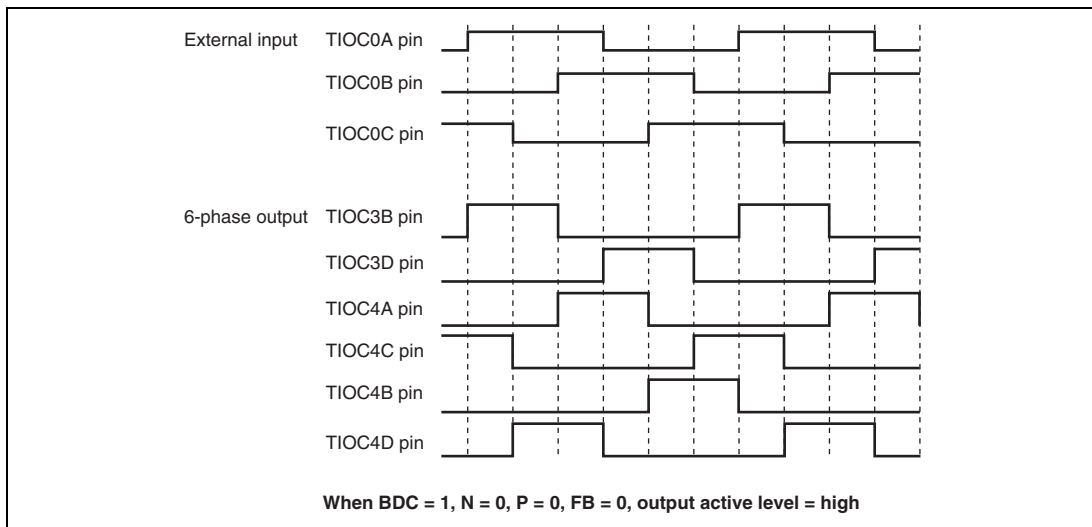 External input TIOC0A pin
TIOC0B pin
TIOC0C pin
6-phase output TIOC3B pin
TIOC3D pin
TIOC4A pin
TIOC4C pin
TIOC4B pin
TIOC4D pin
When BDC = 1, N = 0, P = 0, FB = 0, output active level = high